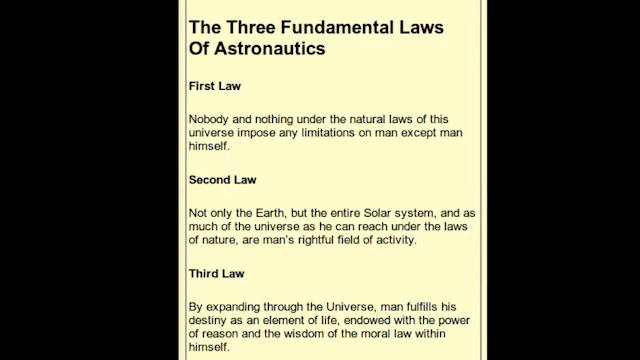 The Three Fundamental Laws
Of Astronautics
First Law
Nobody and nothing under the natural laws of this
universe impose any limitations on man except man
himself.
Second Law
Not only the Earth, but the entire Solar system, and as
much of the universe as he can reach under the laws
of nature, are man's rightful field of activity.
Third Law
By expanding through the Universe, man fulfills his
destiny as an element of life, endowed with the power
of reason and the wisdom of the moral law within
himself.